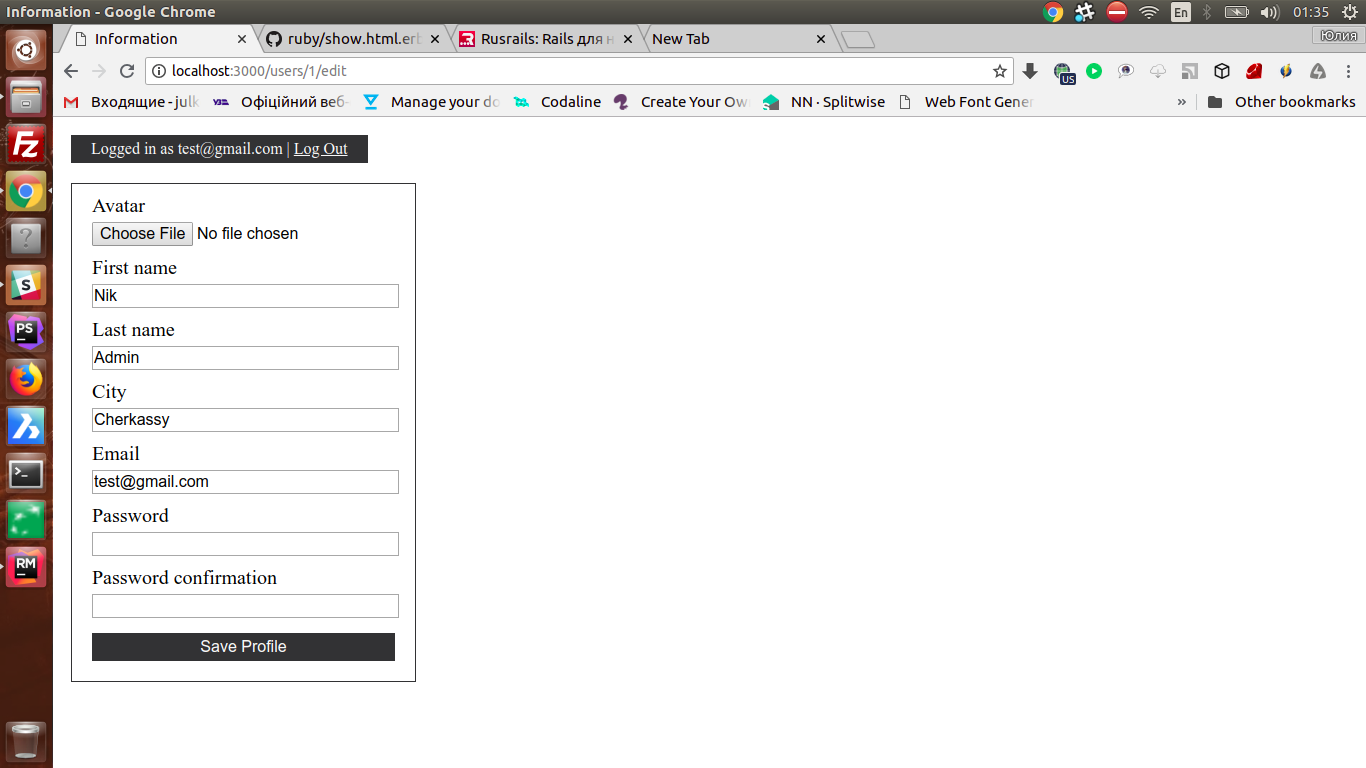 Information - Google Chrome
En
01:35
Information
ruby/show.html.erb
Rusrails: Rails для н
New Tab
Юлия
localhost:3000/users/1/edit
US
Входящие - julk
Офіційний веб-
Manage your do
Codaline
Create Your Ow
NN · Splitwise
Web Font Gener
»
Other bookmarks
Logged in as test@gmail.com | Log Out
Avatar
Choose File No file chosen
First name
Nik
Last name
Admin
City
Cherkassy
Email
test@gmail.com
Password
Password confirmation
Save Profile
Fz
S
PS
RM